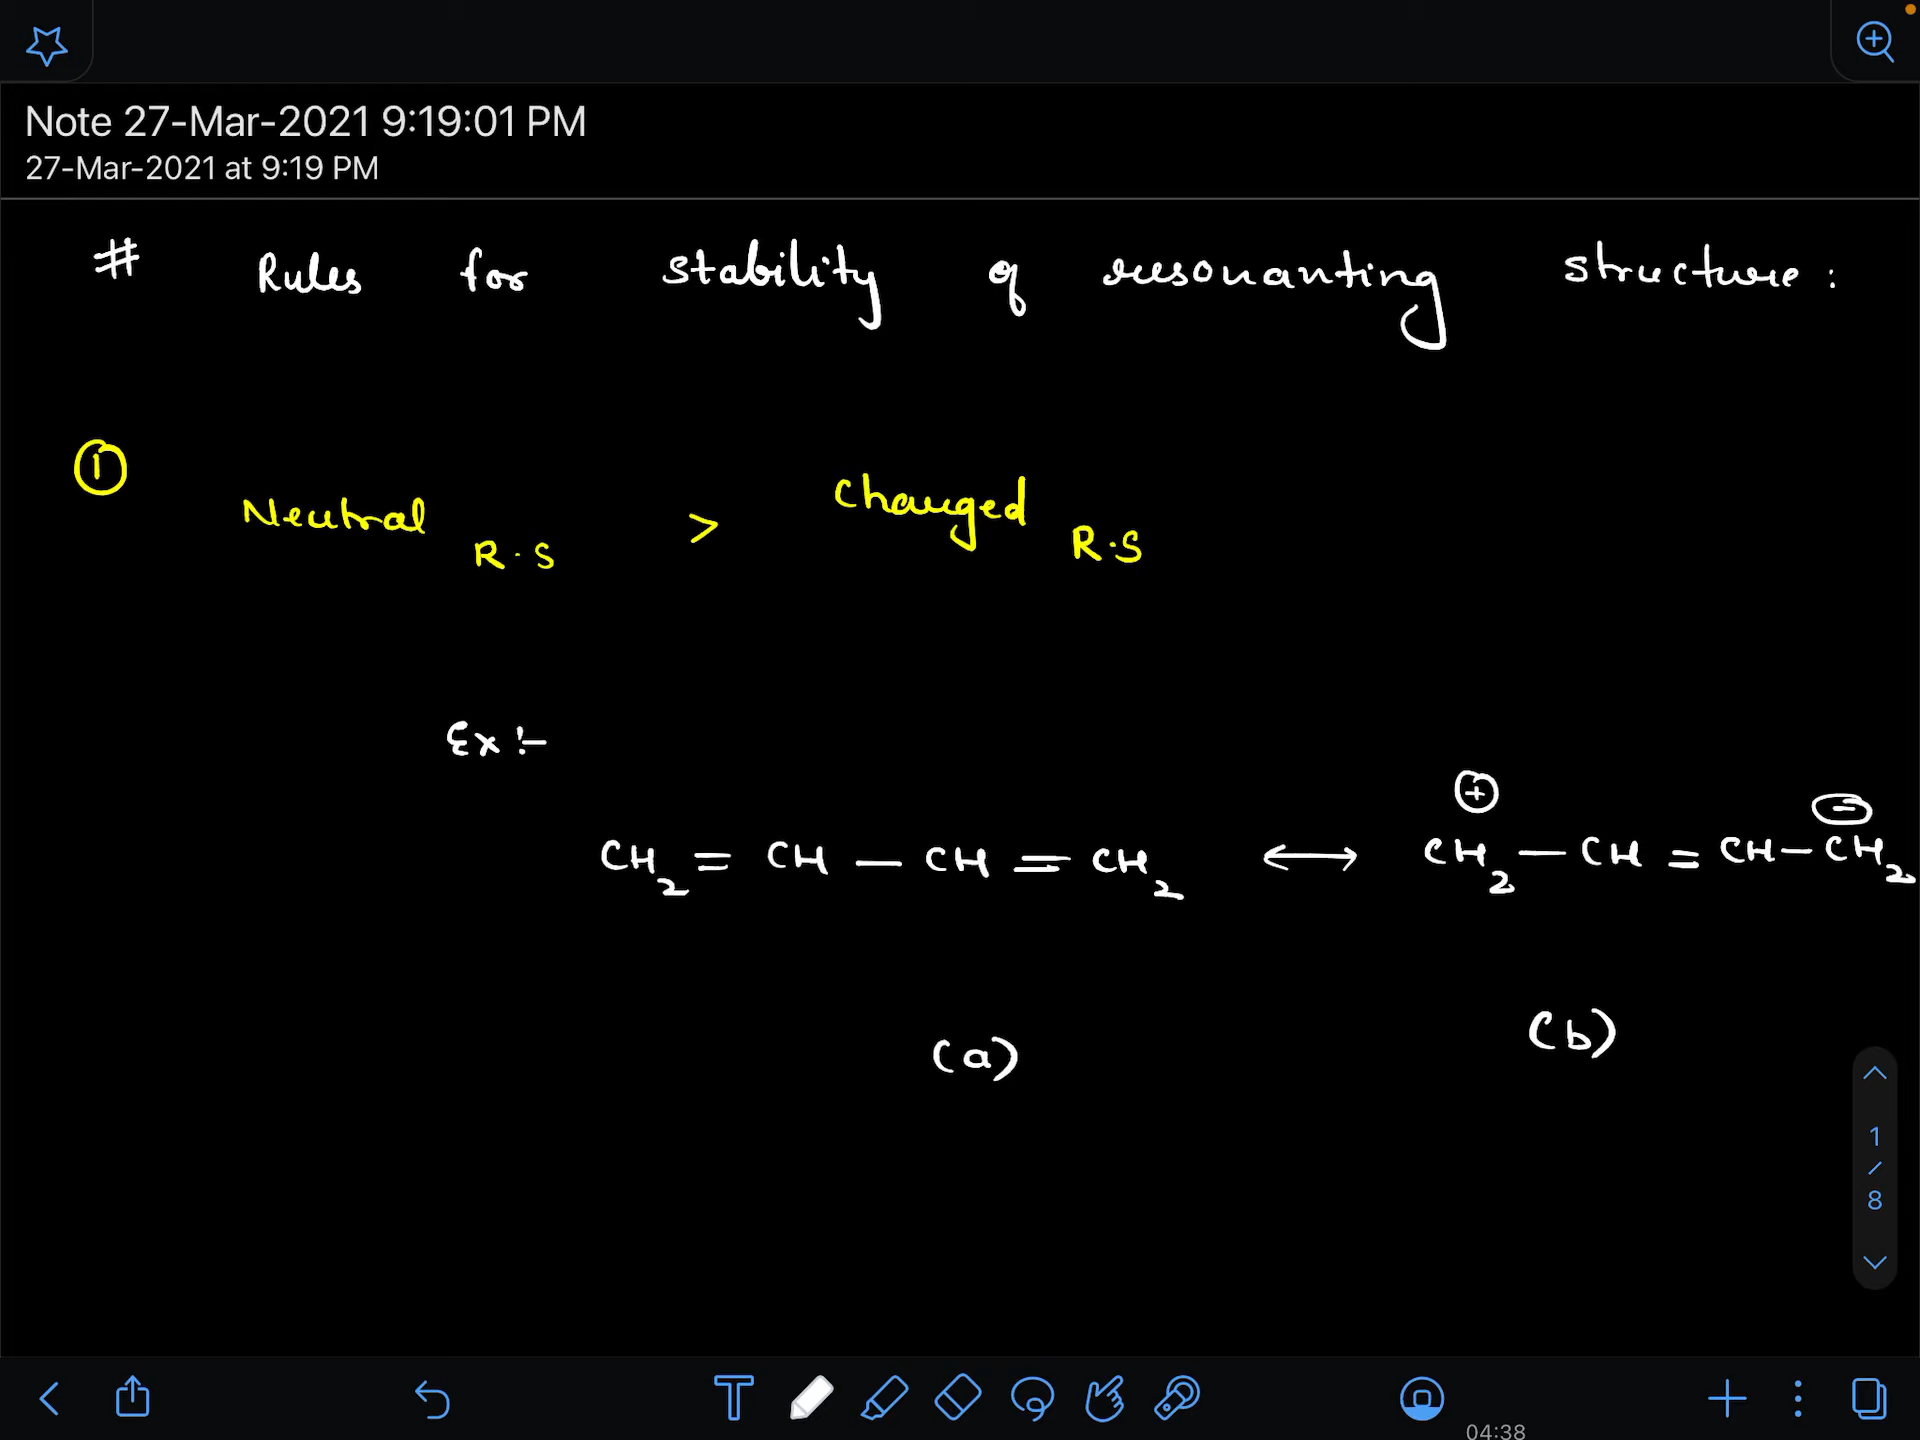 Note 27-Mar-2021 9:19:01 PM
27-Mar-2021 at 9:19 PM
# Rules for stability of resonanting structure:
① Neutral R.S > Charged R.S
Ex :-
⊕ ⊖
CH₂ = CH — CH = CH₂ ⟷ CH₂ — CH = CH — CH₂
(a) (b)
1
/
8
T
04:38